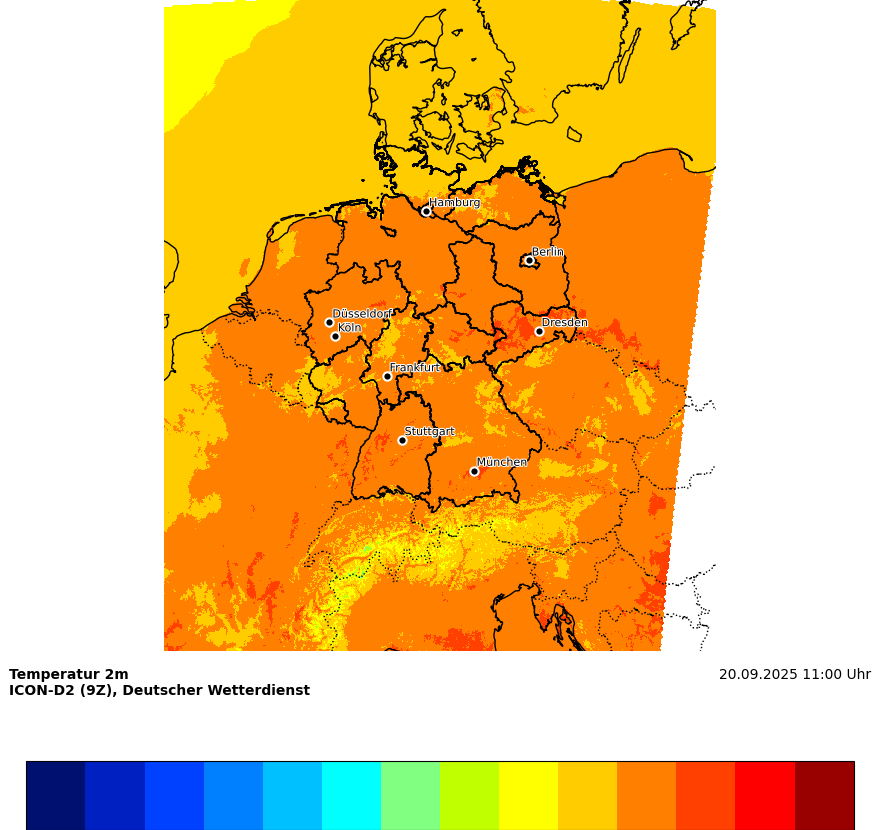 Hamburg
Berlin
Düsseldorf
Köln
Dresden
Frankfurt
Stuttgart
München
Temperatur 2m
20.09.2025 11:00 Uhr
ICON-D2 (9Z), Deutscher Wetterdienst